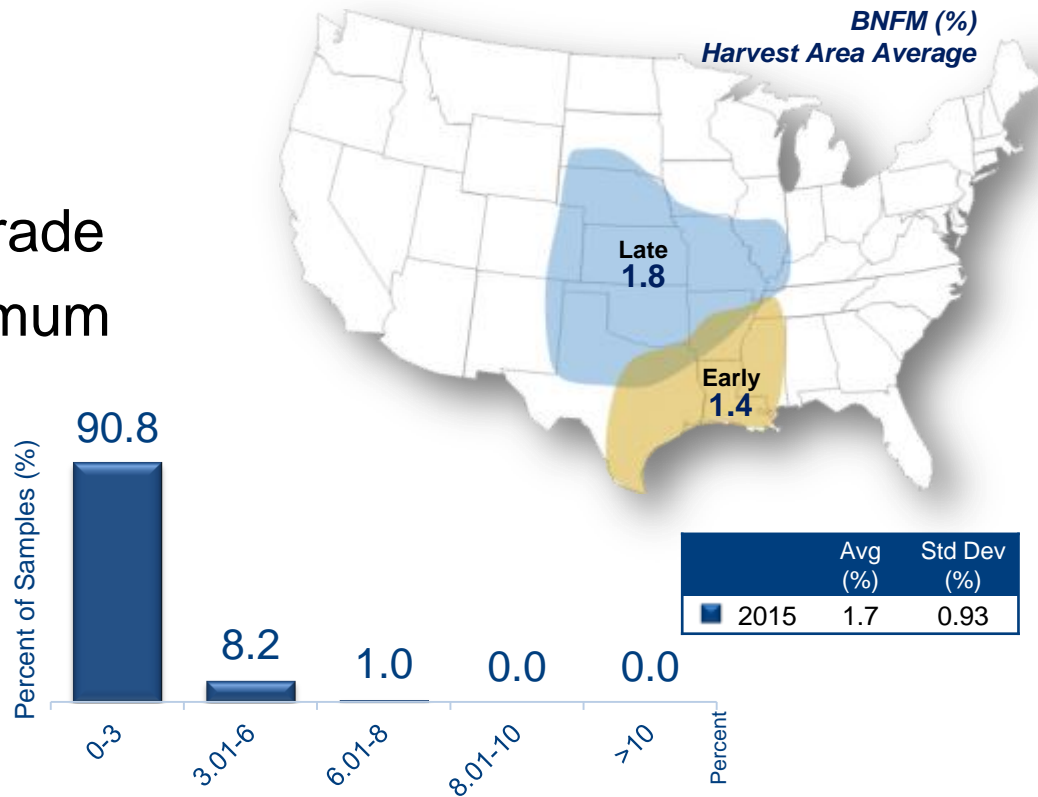 BNFM (%)
Harvest Area Average
rade
mum
Late
1.8
Early
1.4
Percent of Samples (%)
90.8
8.2
1.0
0.0
0.0
0-3
3.01-6
6.01-8
8.01-10
>10
Percent
Avg Std Dev
(%) (%)
2015 1.7 0.93